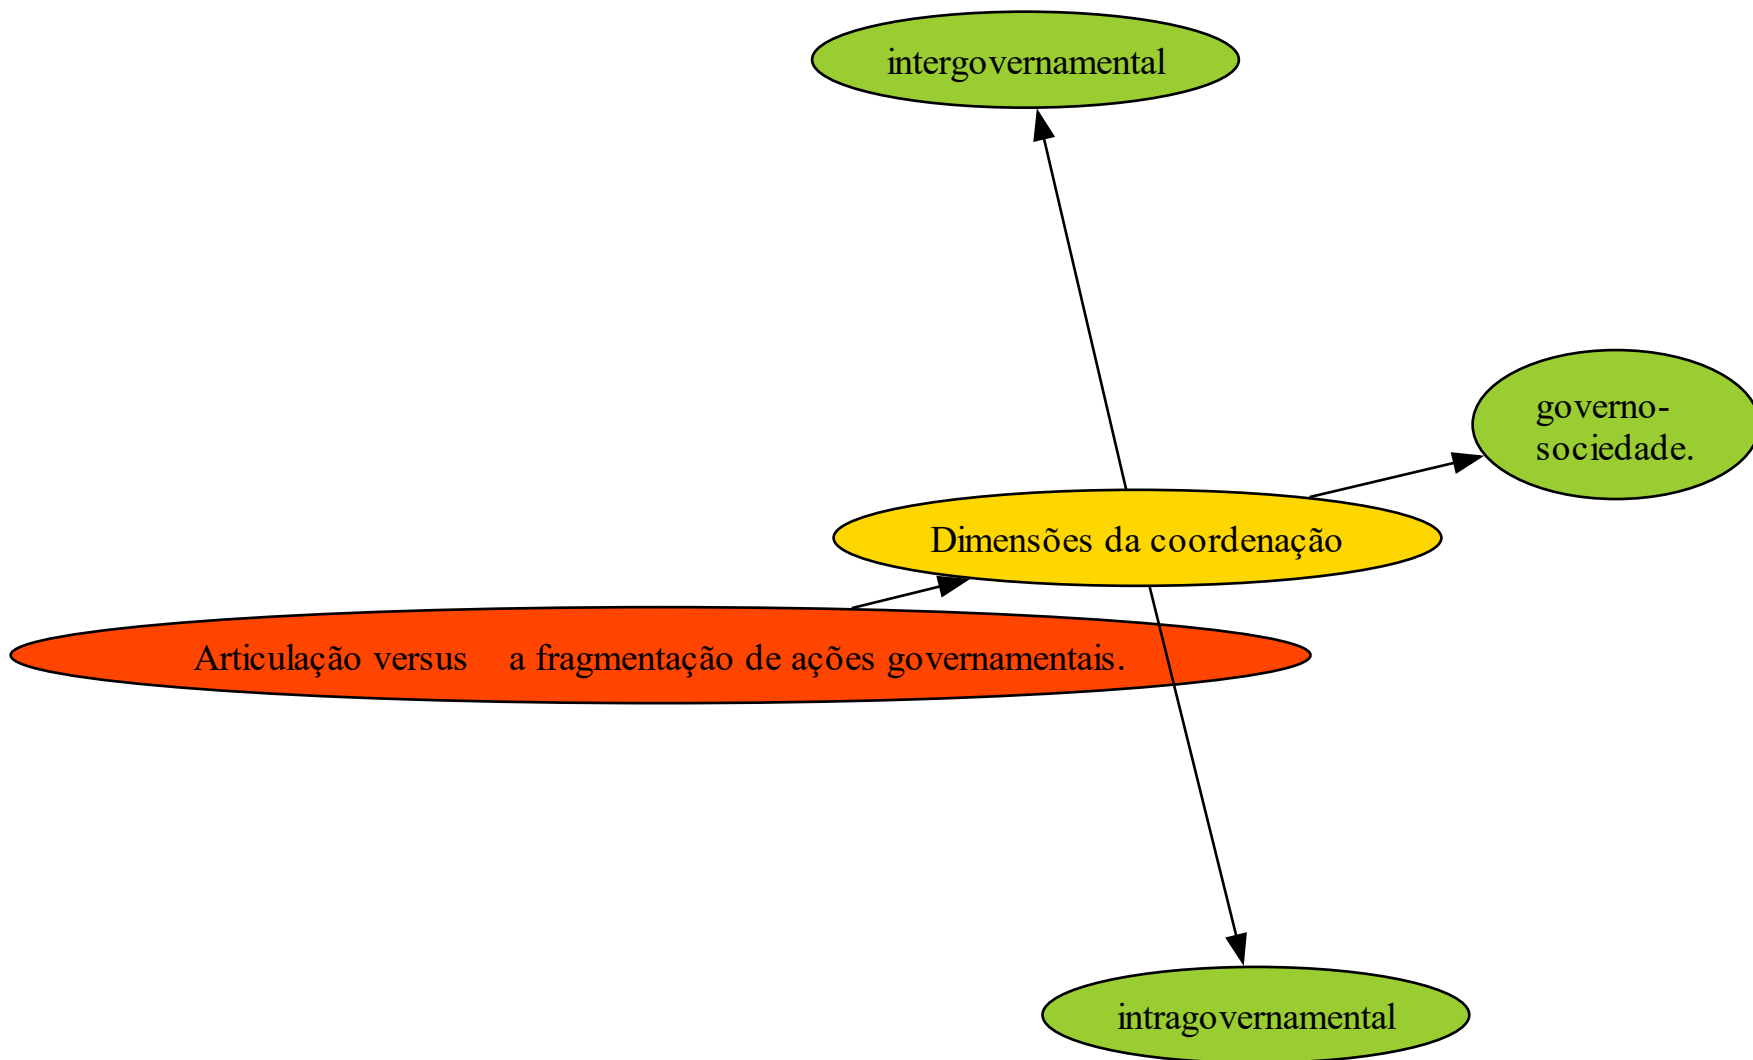 intergovernamental
governo-
sociedade.
Dimensões da coordenação
Articulação versus    a fragmentação de ações governamentais.
intragovernamental